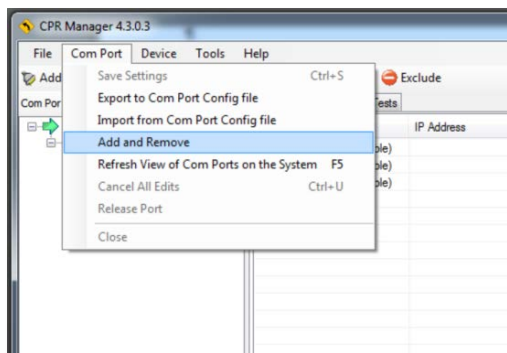 CPR Manager 4.3.0.3
File Com Port Device Tools Help
Add Exclude
Save Settings Ctrl+S
Export to Com Port Config file
Com Por ests
Import from Com Port Config file
IP Address
Add and Remove
ble)
Refresh View of Com Ports on the System F5
ble)
Cancel All Edits Ctrl+U
ble)
Release Port
Close